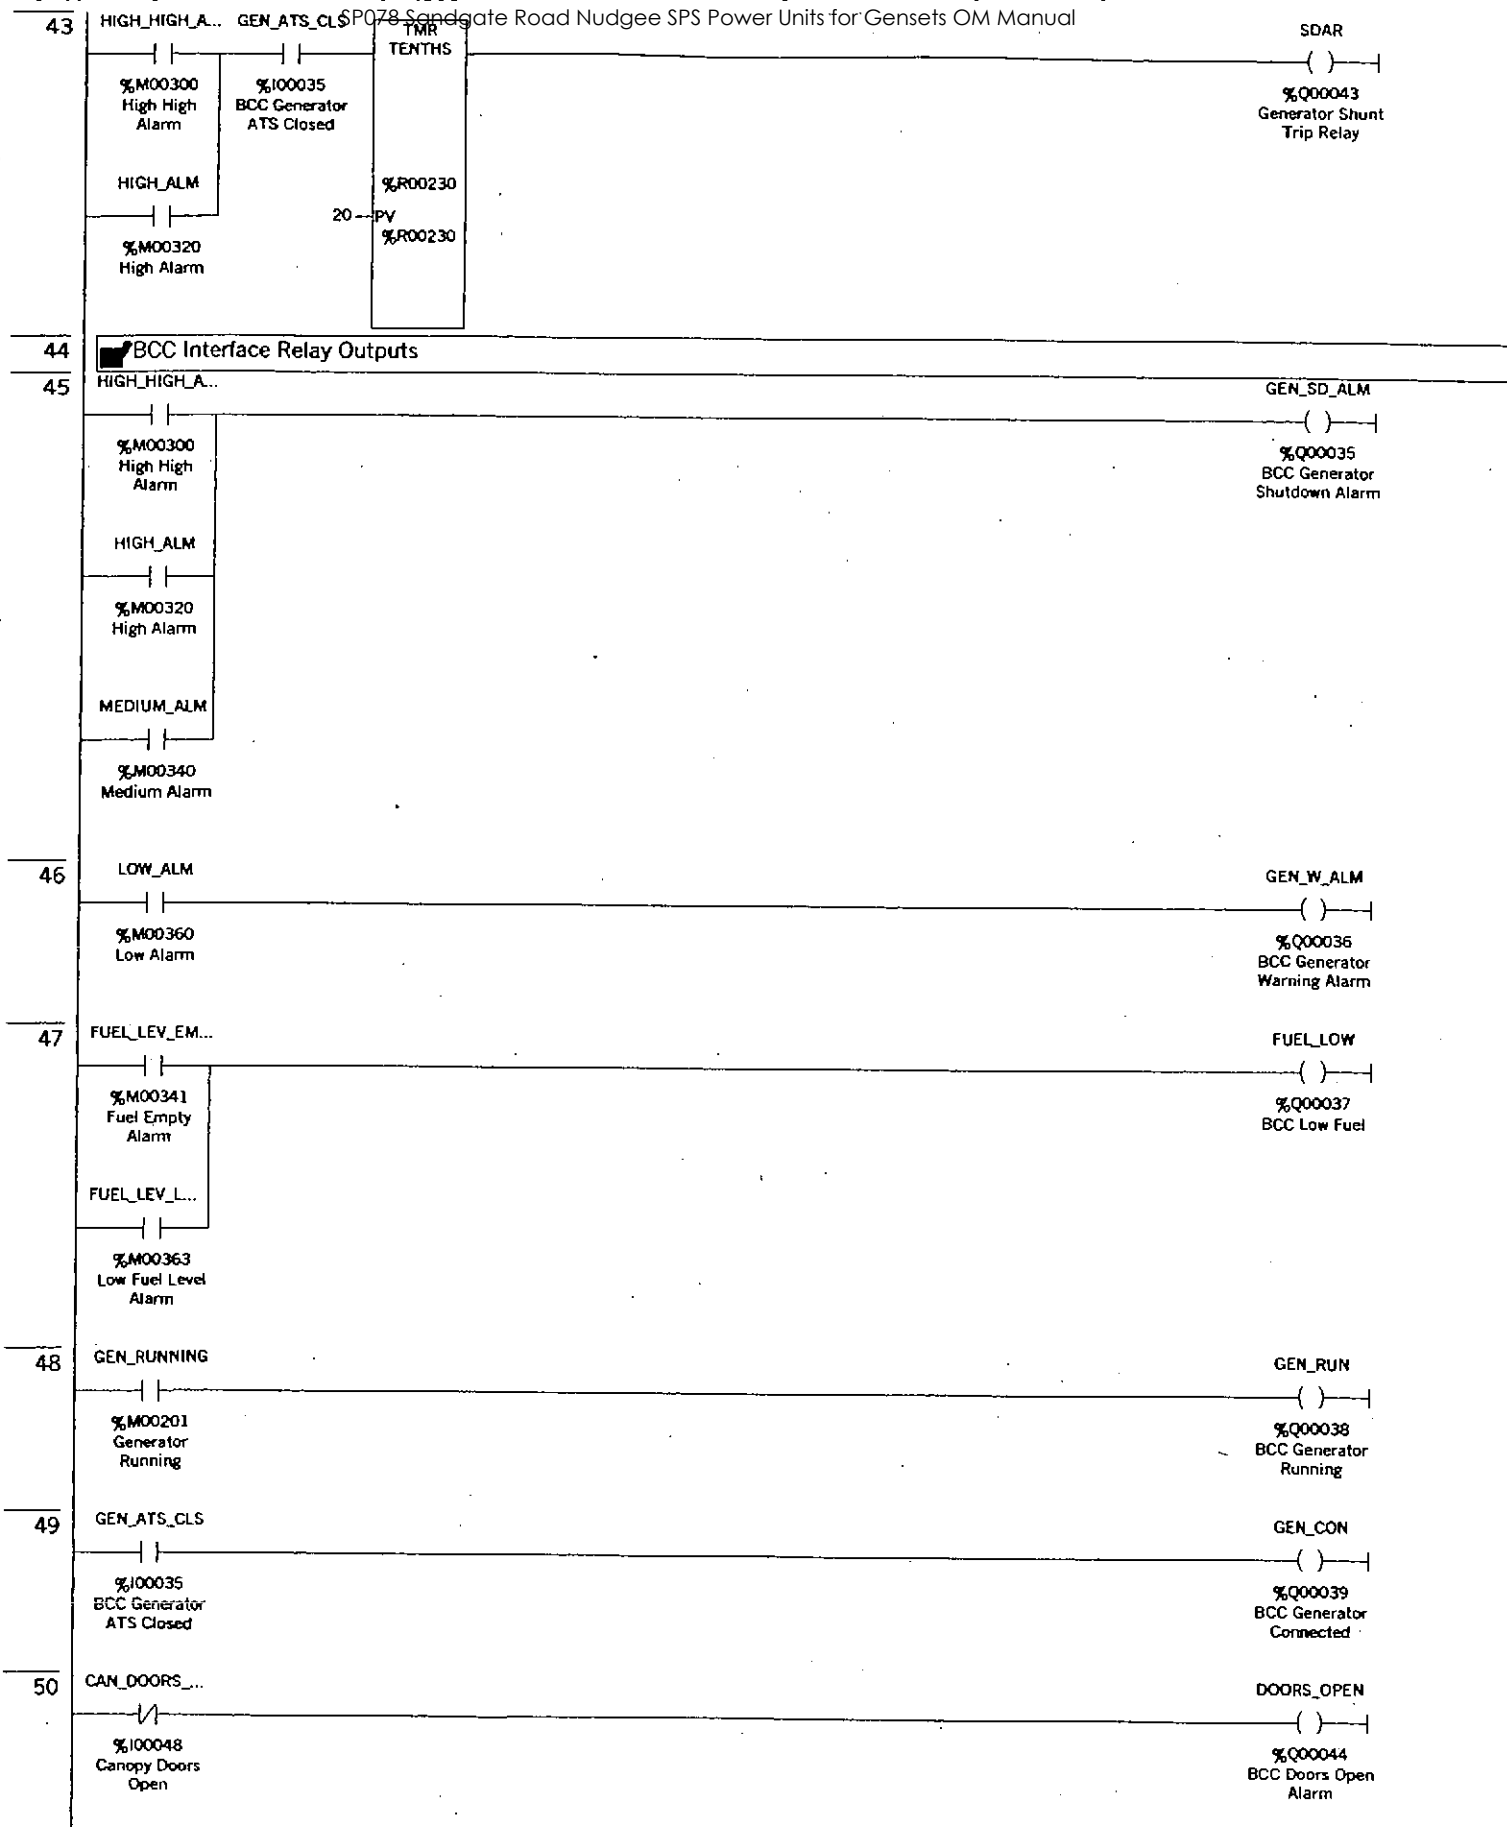 SP078 Sandgate Road Nudgee SPS Power Units for Gensets OM Manual
43
HIGH_HIGH_A...
GEN_ATS_CLS
TMR
TENTHS
SDAR
%M00300
High High
Alarm
%I00035
BCC Generator
ATS Closed
%Q00043
Generator Shunt
Trip Relay
HIGH_ALM
%R00230
20
PV
%R00230
%M00320
High Alarm
44
BCC Interface Relay Outputs
45
HIGH_HIGH_A...
GEN_SD_ALM
%M00300
High High
Alarm
%Q00035
BCC Generator
Shutdown Alarm
HIGH_ALM
%M00320
High Alarm
MEDIUM_ALM
%M00340
Medium Alarm
46
LOW_ALM
GEN_W_ALM
%M00360
Low Alarm
%Q00036
BCC Generator
Warning Alarm
47
FUEL_LEV_EM...
FUEL_LOW
%M00341
Fuel Empty
Alarm
%Q00037
BCC Low Fuel
FUEL_LEV_L...
%M00363
Low Fuel Level
Alarm
48
GEN_RUNNING
GEN_RUN
%M00201
Generator
Running
%Q00038
BCC Generator
Running
49
GEN_ATS_CLS
GEN_CON
%I00035
BCC Generator
ATS Closed
%Q00039
BCC Generator
Connected
50
CAN_DOORS_...
DOORS_OPEN
%I00048
Canopy Doors
Open
%Q00044
BCC Doors Open
Alarm